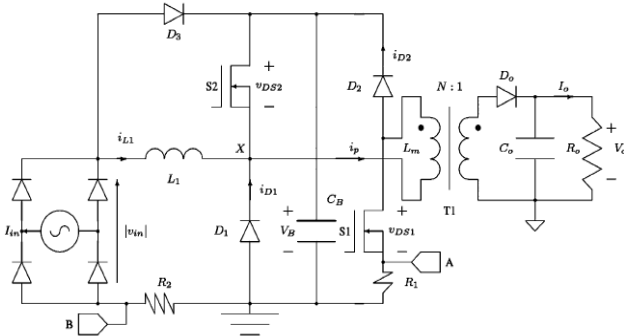 D3
S2
+
vDS2
−
iD2
D2
N : 1
Do
Io
iL1
X
ip
Lm
Co
Ro
+
Vo
−
L1
T1
iD1
Iin
|vin|
D1
+
VB
−
CB
S1
+
vDS1
−
A
R1
R2
B